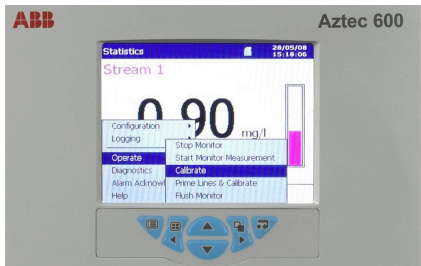 ABB
Aztec 600
Statistics
28/05/08
15:18:06
Stream 1
0.90 mg/l
Configuration
Logging
Operate
Diagnostics
Alarm Acknowl
Help
Stop Monitor
Start Monitor Measurement
Calibrate
Prime Lines & Calibrate
Flush Monitor